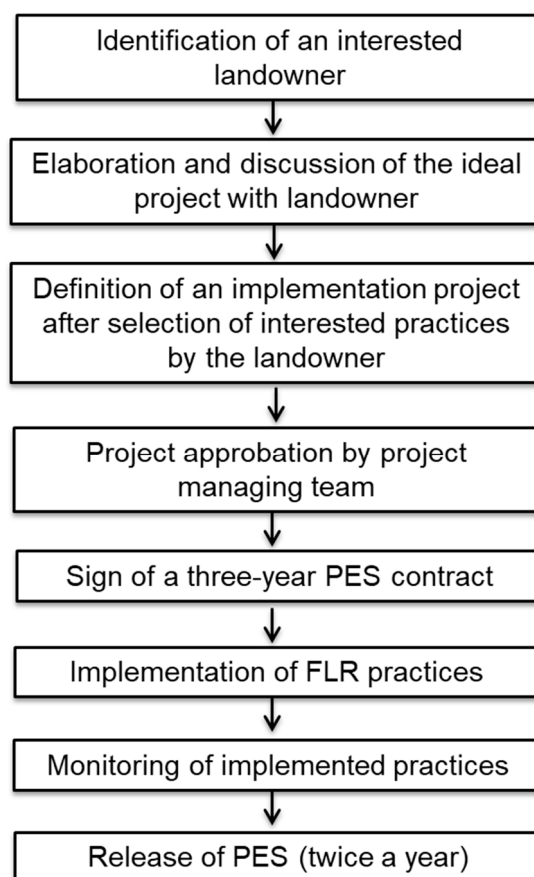 Identification of an interested
landowner
Elaboration and discussion of the ideal
project with landowner
Definition of an implementation project
after selection of interested practices
by the landowner
Project approbation by project
managing team
Sign of a three-year PES contract
Implementation of FLR practices
Monitoring of implemented practices
Release of PES (twice a year)